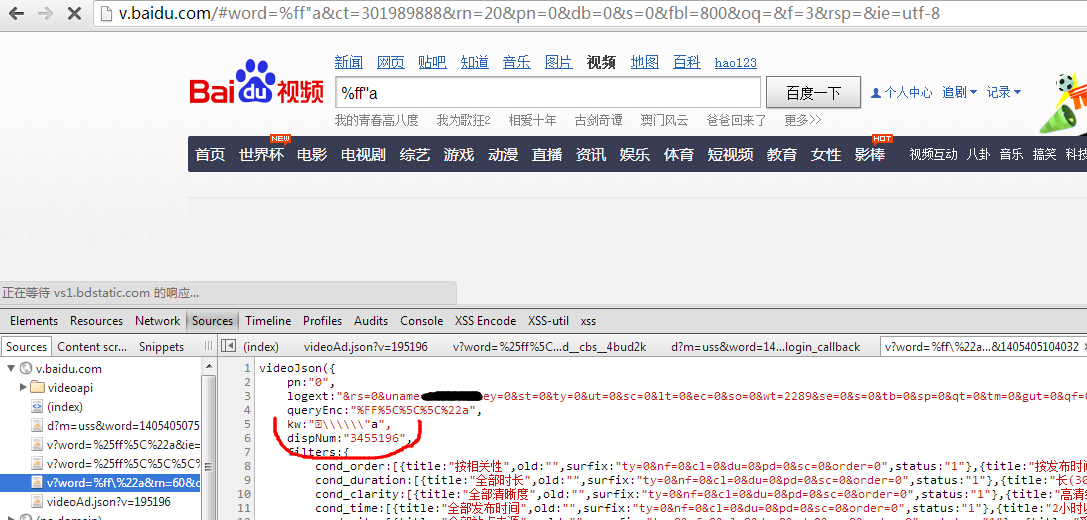 v.baidu.com/#word=%ff"a&ct=301989888&rn=20&pn=0&db=0&s=0&fbl=800&oq=&f=3&rsp=&ie=utf-8
新闻 网页 贴吧 知道 音乐 图片 视频 地图 百科 hao123
Bai du 视频
%ff"a
百度一下
个人中心 追剧 记录
我的青春高八度 我为歌狂2 相爱十年 古剑奇谭 澳门风云 爸爸回来了 更多>>
NEW HOT
首页 世界杯 电影 电视剧 综艺 游戏 动漫 直播 资讯 娱乐 体育 短视频 教育 女性 影棒 视频互动 八卦 音乐 搞笑 科技
正在等待 vs1.bdstatic.com 的响应...
Elements Resources Network Sources Timeline Profiles Audits Console XSS Encode XSS-util xss
Sources Content scr... Snippets
(index) videoAd.json?v=195196 v?word=%25ff%5C...d__cbs__4bud2k d?m=uss&word=14...login_callback v?word=%ff\%22a...&1405405104032
v.baidu.com
videoapi
(index)
d?m=uss&word=1405405075
v?word=%25ff%5C%22a&ie=
v?word=%25ff%5C%5C%5C%
v?word=%ff\%22a&rn=60&c
videoAd.json?v=195196
(no domain)
1 videoJson({
2 pn:"0",
3 logext:"&rs=0&uname ey=0&st=0&ty=0&ut=0&sc=0&lt=0&ec=0&so=0&wt=2289&se=0&s=0&tb=0&sp=0&qt=0&tm=0&gut=0&qf=0
4 queryEnc:"%FF%5C%5C%5C%22a",
5 kw:"\\\\\\"a",
6 dispNum:"3455196",
7 filters:{
8 cond_order:[{title:"按相关性",old:"",surfix:"ty=0&nf=0&cl=0&du=0&pd=0&sc=0&order=0",status:"1"},{title:"按发布时间
9 cond_duration:[{title:"全部时长",old:"",surfix:"ty=0&nf=0&cl=0&du=0&pd=0&sc=0&order=0",status:"1"},{title:"长(30
10 cond_clarity:[{title:"全部清晰度",old:"",surfix:"ty=0&nf=0&cl=0&du=0&pd=0&sc=0&order=0",status:"1"},{title:"高清
11 cond_time:[{title:"全部发布时间",old:"",surfix:"ty=0&nf=0&cl=0&du=0&pd=0&sc=0&order=0",status:"1"},{title:"2小时
12